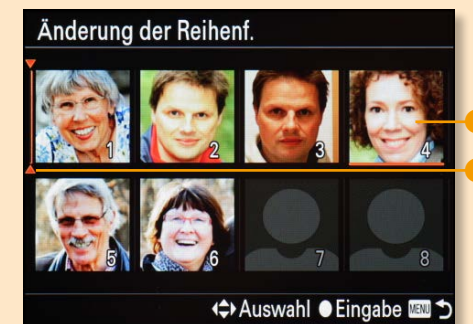 Änderung der Reihenf.
1 2 3 4
5 6 7 8
Auswahl Eingabe MENU